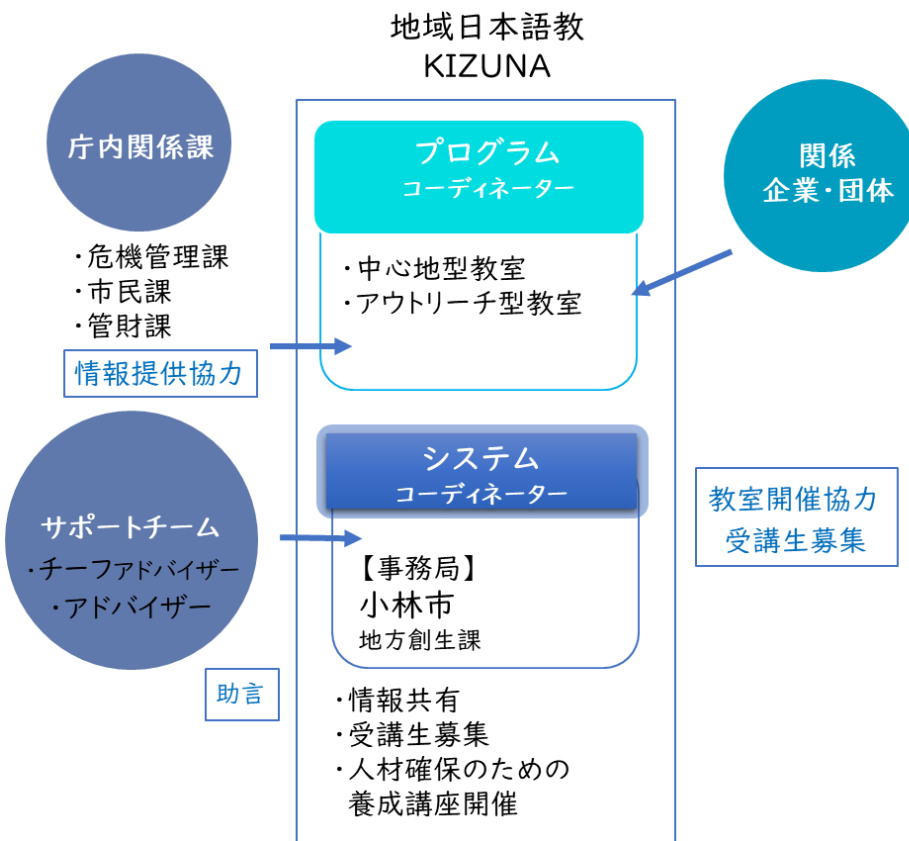 地域日本語教
KIZUNA
庁内関係課
・危機管理課
・市民課
・管財課
情報提供協力
プログラム
コーディネーター
・中心地型教室
・アウトリーチ型教室
関係
企業・団体
サポートチーム
・チーフアドバイザー
・アドバイザー
助言
システム
コーディネーター
【事務局】
小林市
地方創生課
・情報共有
・受講生募集
・人材確保のための
養成講座開催
教室開催協力
受講生募集